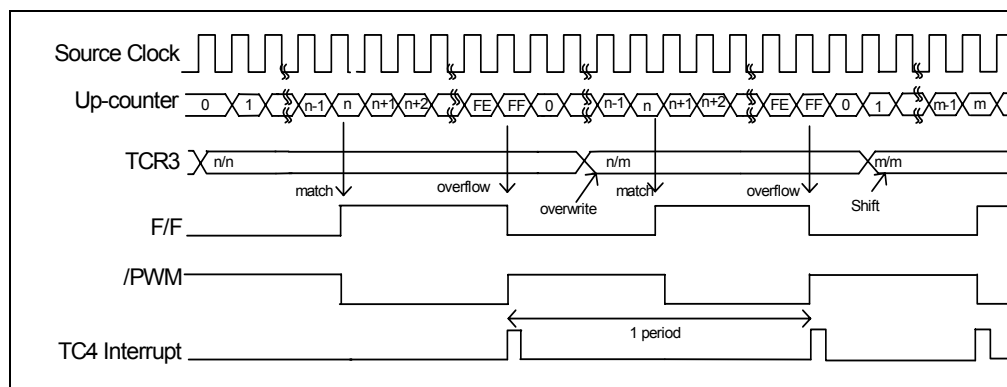 Source Clock
Up-counter
0 1 n-1 n n+1 n+2 FE FF 0 n-1 n n+1 n+2 FE FF 0 1 m-1 m
TCR3
n/n n/m m/m
match overflow overwrite match overflow Shift
F/F
/PWM
1 period
TC4 Interrupt